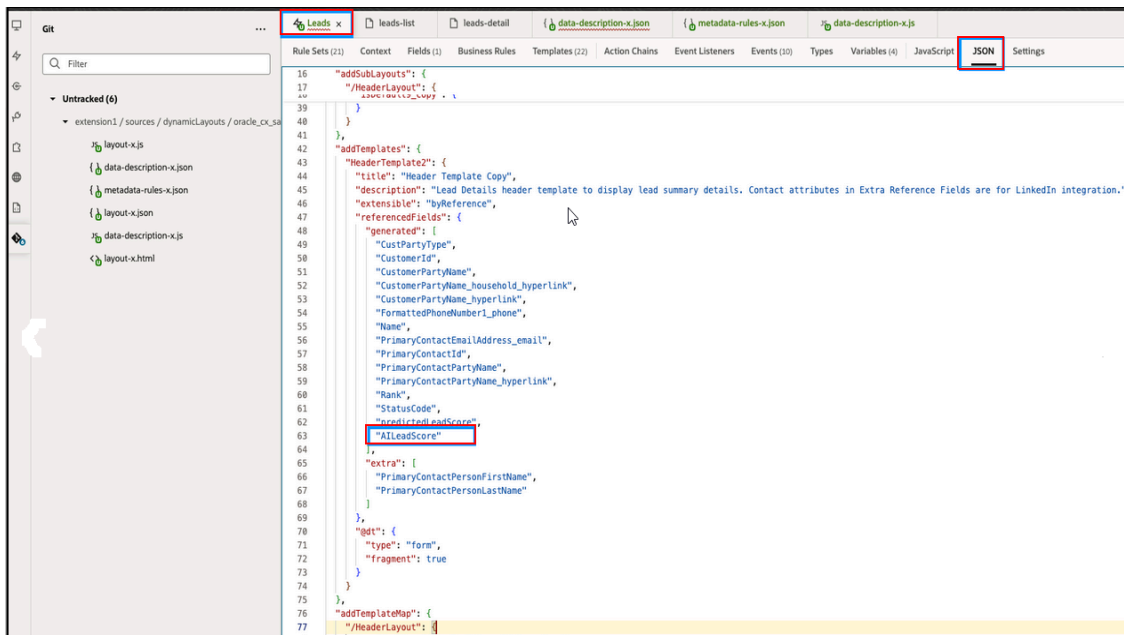 Git
...
Filter
Untracked (6)
extension1 / sources / dynamicLayouts / oracle_cx_sa
layout-x.js
data-description-x.json
metadata-rules-x.json
layout-x.json
data-description-x.js
layout-x.html
Leads x leads-list leads-detail data-description-x.json metadata-rules-x.json data-description-x.js
Rule Sets (21) Context Fields (1) Business Rules Templates (22) Action Chains Event Listeners Events (10) Types Variables (4) JavaScript JSON Settings
16 "addSubLayouts": {
17 "/HeaderLayout": {
18 "isDefaults_copy": {
39 }
40 }
41 },
42 "addTemplates": {
43 "HeaderTemplate2": {
44 "title": "Header Template Copy",
45 "description": "Lead Details header template to display lead summary details. Contact attributes in Extra Reference Fields are for LinkedIn integration."
46 "extensible": "byReference",
47 "referencedFields": {
48 "generated": [
49 "CustPartyType",
50 "CustomerId",
51 "CustomerPartyName",
52 "CustomerPartyName_household_hyperlink",
53 "CustomerPartyName_hyperlink",
54 "FormattedPhoneNumber1_phone",
55 "Name",
56 "PrimaryContactEmailAddress_email",
57 "PrimaryContactId",
58 "PrimaryContactPartyName",
59 "PrimaryContactPartyName_hyperlink",
60 "Rank",
61 "StatusCode",
62 "predictedLeadScore",
63 "AILeadScore"
64 ],
65 "extra": [
66 "PrimaryContactPersonFirstName",
67 "PrimaryContactPersonLastName"
68 ]
69 },
70 "@dt": {
71 "type": "form",
72 "fragment": true
73 }
74 }
75 },
76 "addTemplateMap": {
77 "/HeaderLayout": {